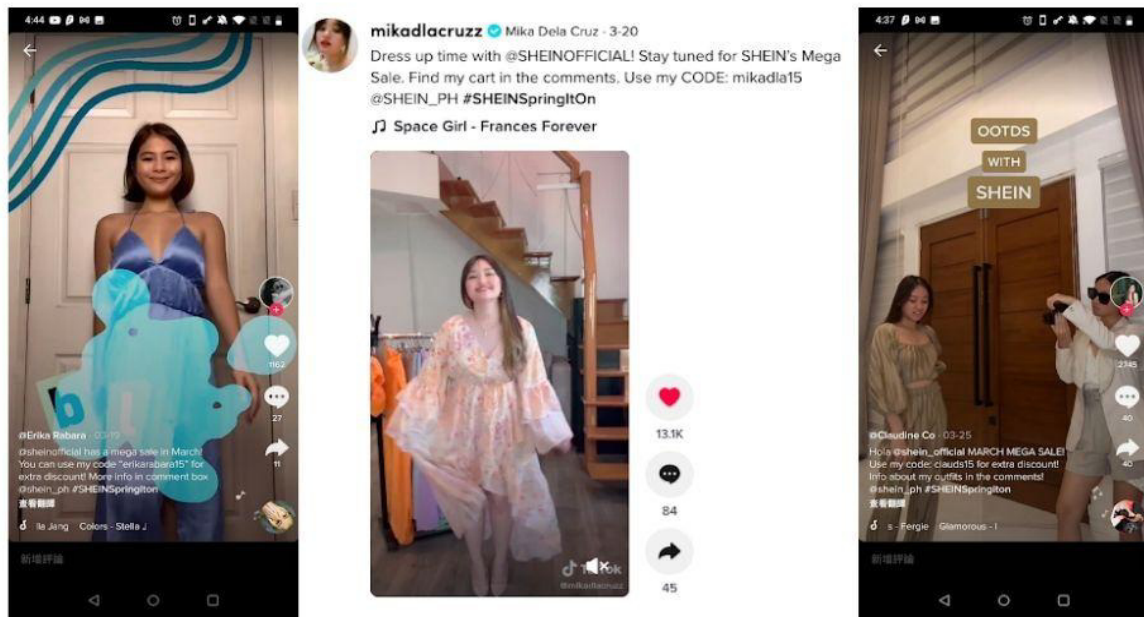 4:44
@Erika Rabara · 03-19
@sheinofficial has a mega sale in March!
You can use my code "erikarabara15" for
extra discount! More info in comment box
@shein_ph #SHEINSpringiton
查看翻譯
lla Jang Colors - Stella J
1162
27
11
新增評論
mikadlacruzz Mika Dela Cruz · 3-20
Dress up time with @SHEINOFFICIAL! Stay tuned for SHEIN's Mega
Sale. Find my cart in the comments. Use my CODE: mikadla15
@SHEIN_PH #SHEINSpringItOn
Space Girl - Frances Forever
TikTok
@mikadlacruzz
13.1K
84
45
4:37
OOTDS
WITH
SHEIN
2745
40
40
@Claudine Co · 03-25
Hola @shein_official MARCH MEGA SALE!
Use my code: clauds15 for extra discount!
Info about my outfits in the comments!
@shein_ph #SHEINSpringiton
查看翻譯
s - Fergie Glamorous - l
新增評論